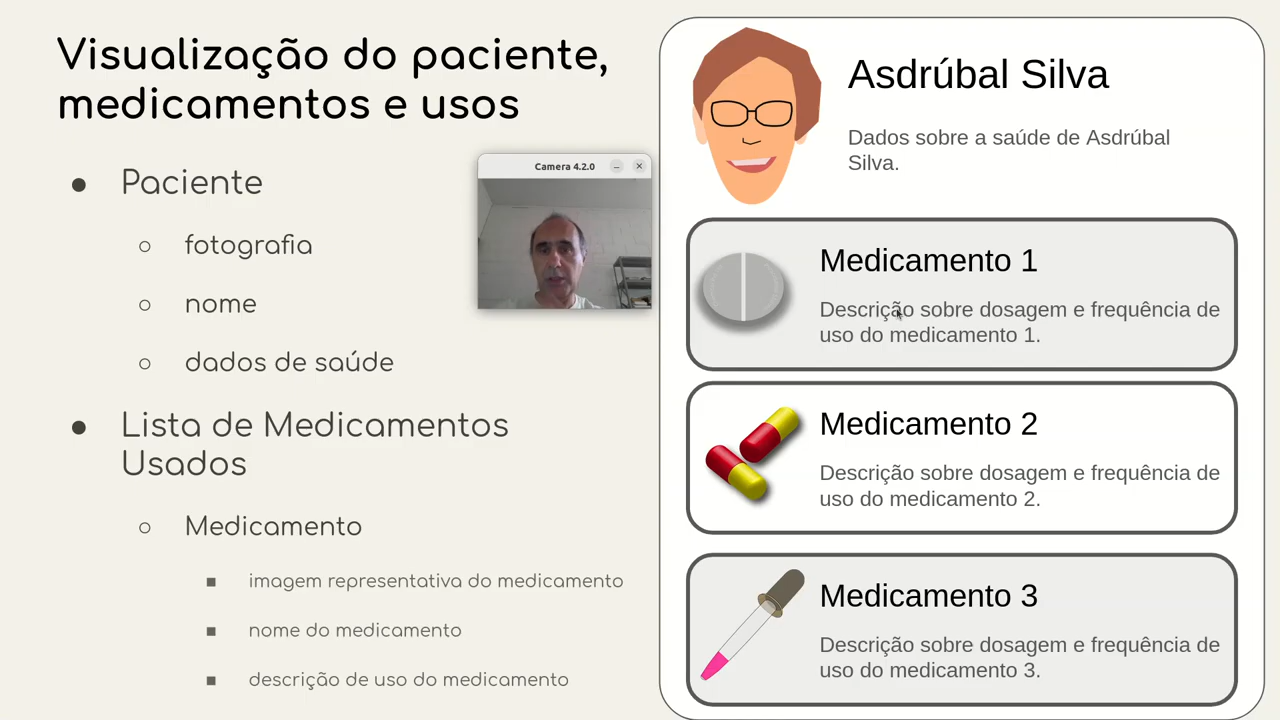 Visualização do paciente,
medicamentos e usos
● Paciente
○ fotografia
○ nome
○ dados de saúde
● Lista de Medicamentos
Usados
○ Medicamento
■ imagem representativa do medicamento
■ nome do medicamento
■ descrição de uso do medicamento
Camera 4.2.0
Asdrúbal Silva
Dados sobre a saúde de Asdrúbal
Silva.
Medicamento 1
Descrição sobre dosagem e frequência de
uso do medicamento 1.
Medicamento 2
Descrição sobre dosagem e frequência de
uso do medicamento 2.
Medicamento 3
Descrição sobre dosagem e frequência de
uso do medicamento 3.